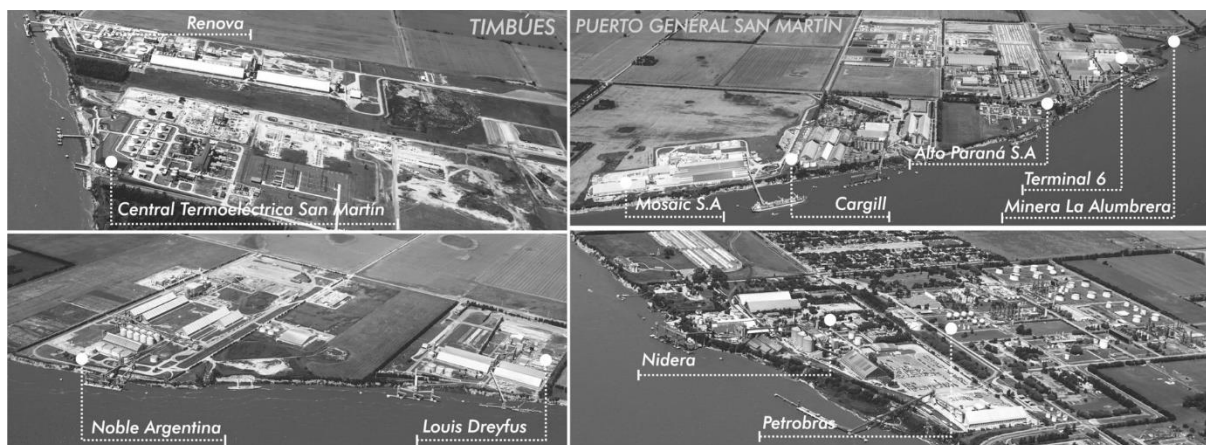 Renova
TIMBÚES
Central Termoeléctrica San Martín
PUERTO GENERAL SAN MARTÍN
Alto Paraná S.A
Terminal 6
Mosaic S.A
Cargill
Minera La Alumbrera
Noble Argentina
Louis Dreyfus
Nidera
Petrobras